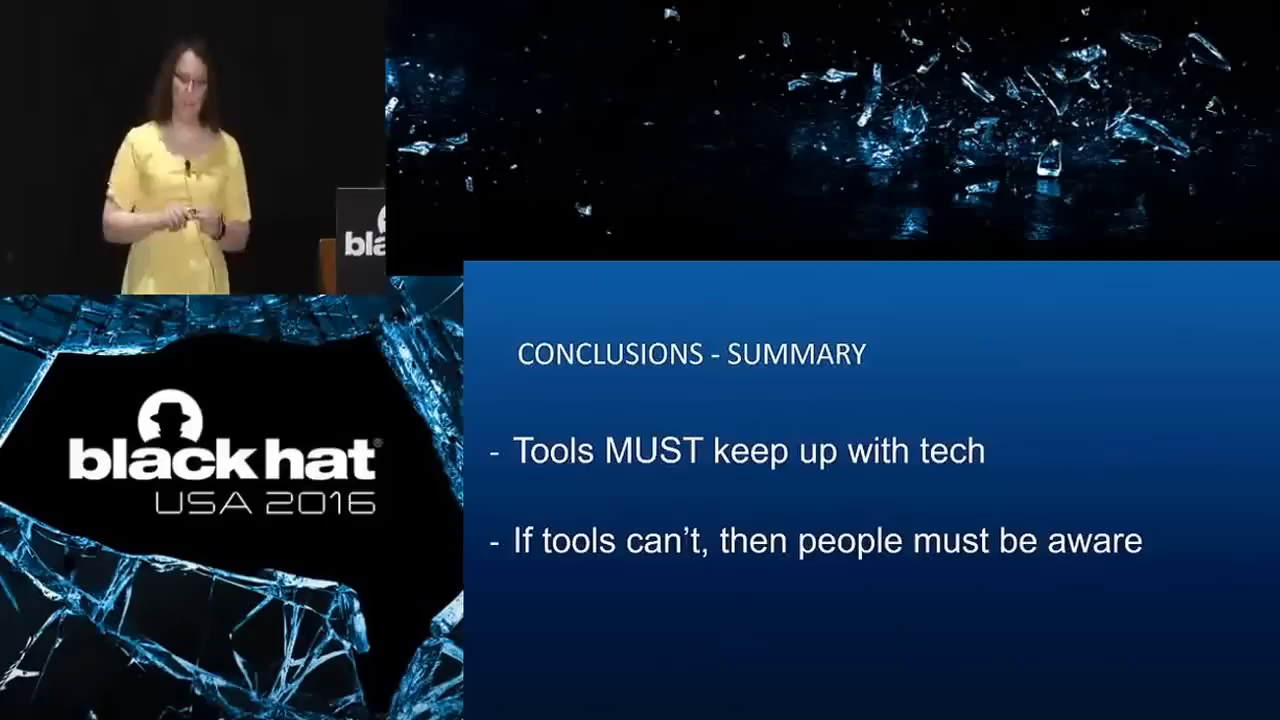 bla
black hat®
USA 2016
CONCLUSIONS - SUMMARY
- Tools MUST keep up with tech
- If tools can’t, then people must be aware